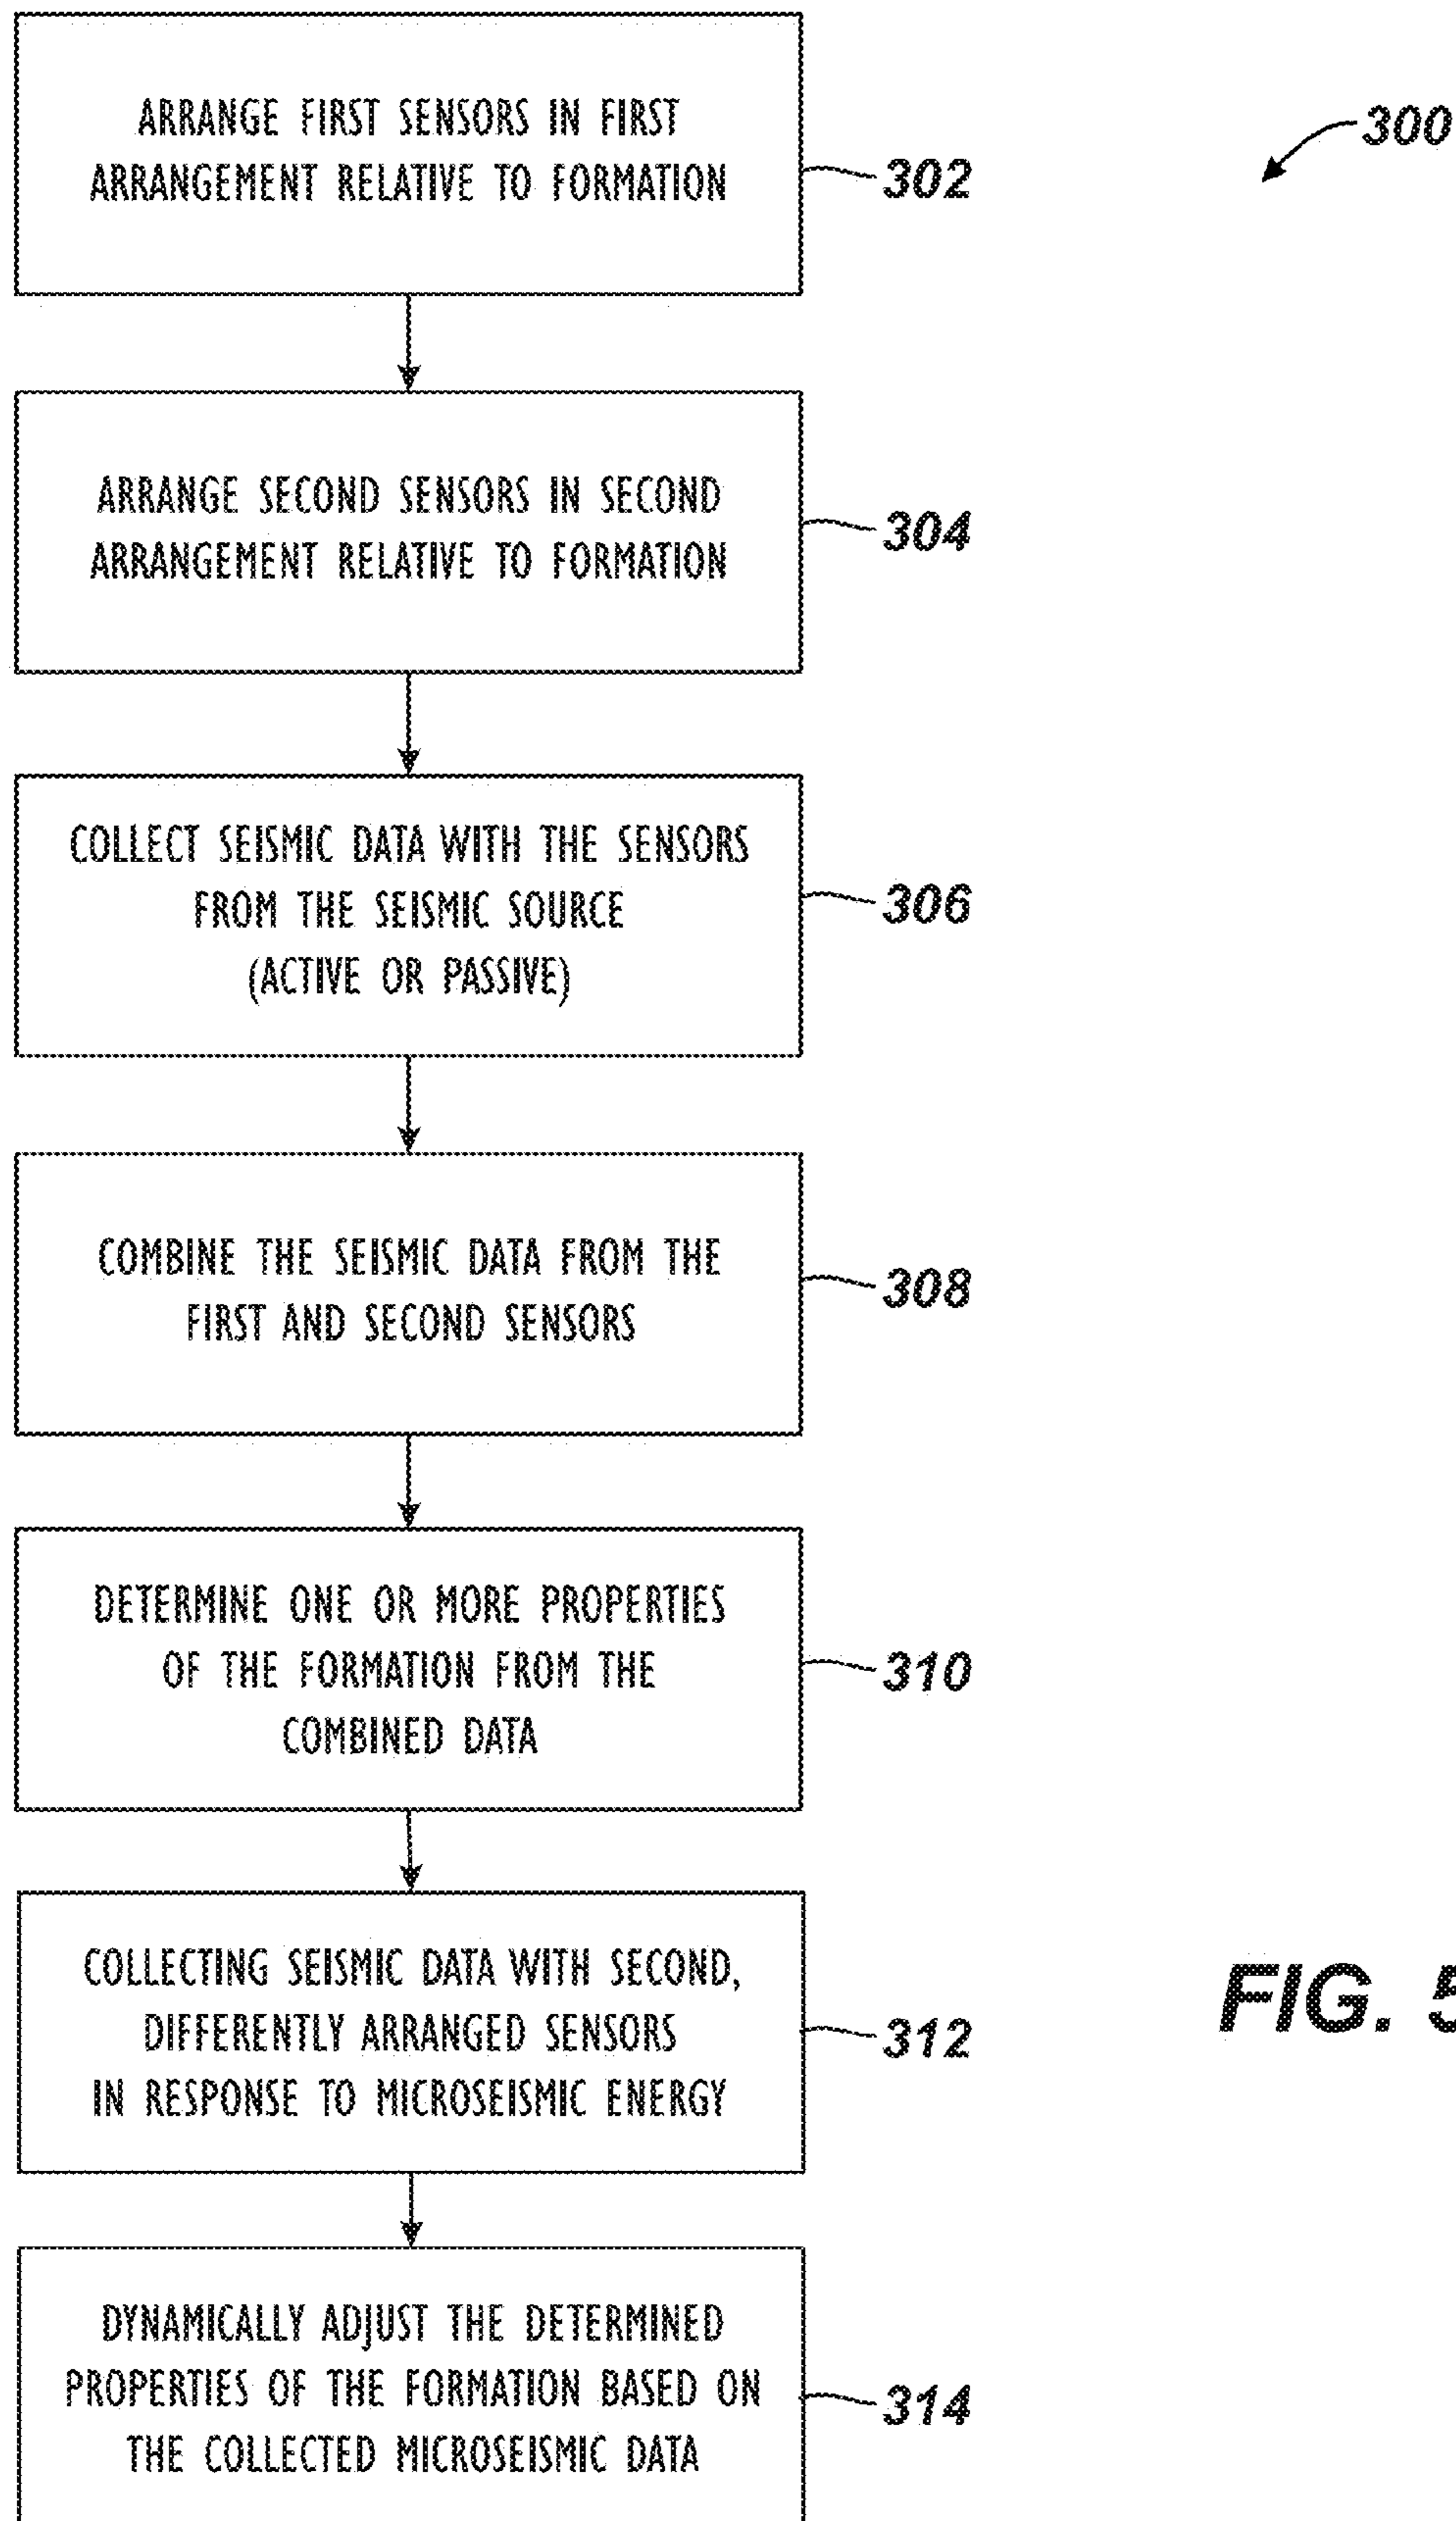 ARRANGE FIRST SENSORS IN FIRST
ARRANGEMENT RELATIVE TO FORMATION
302
300
ARRANGE SECOND SENSORS IN SECOND
ARRANGEMENT RELATIVE TO FORMATION
304
COLLECT SEISMIC DATA WITH THE SENSORS
FROM THE SEISMIC SOURCE
(ACTIVE OR PASSIVE)
306
COMBINE THE SEISMIC DATA FROM THE
FIRST AND SECOND SENSORS
308
DETERMINE ONE OR MORE PROPERTIES
OF THE FORMATION FROM THE
COMBINED DATA
310
COLLECTING SEISMIC DATA WITH SECOND,
DIFFERENTLY ARRANGED SENSORS
IN RESPONSE TO MICROSEISMIC ENERGY
312
FIG. 5
DYNAMICALLY ADJUST THE DETERMINED
PROPERTIES OF THE FORMATION BASED ON
THE COLLECTED MICROSEISMIC DATA
314